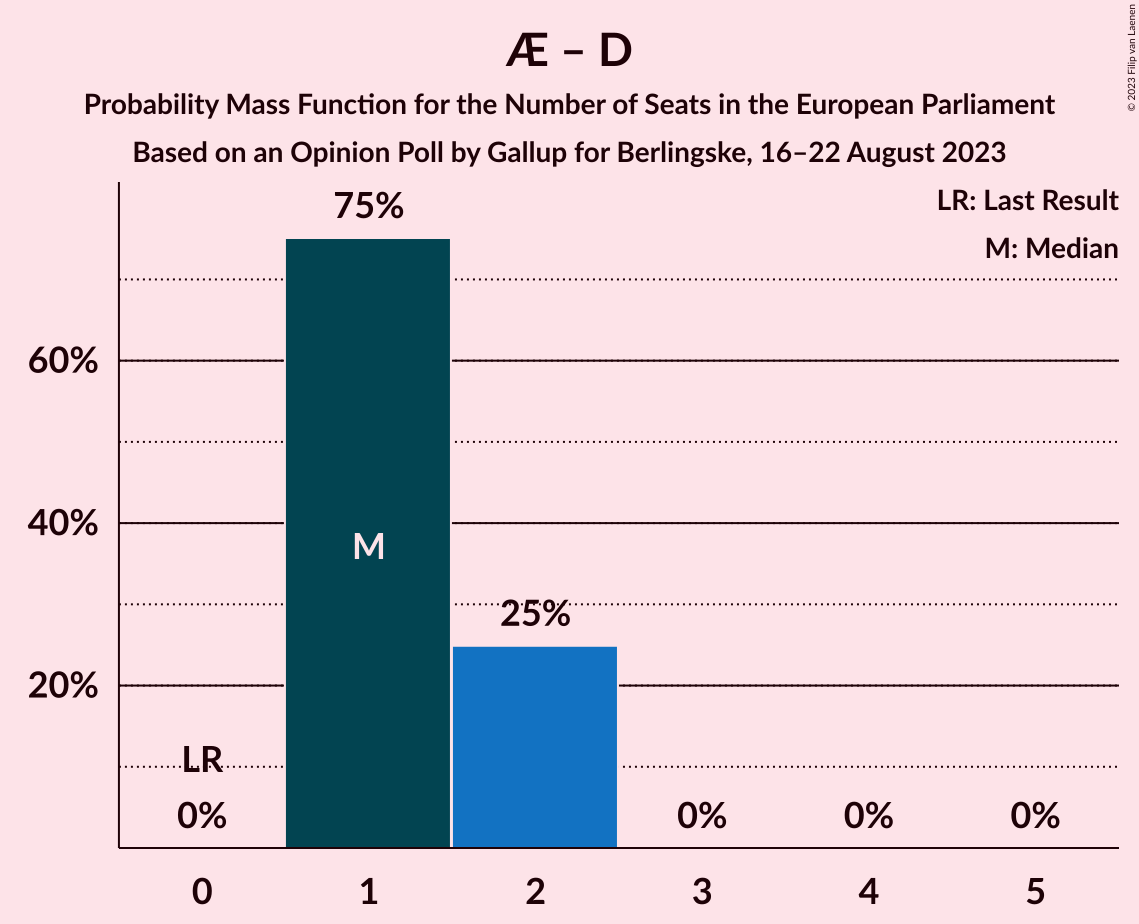 Æ – D
Probability Mass Function for the Number of Seats in the European Parliament
Based on an Opinion Poll by Gallup for Berlingske, 16–22 August 2023
© 2023 Filip van Laenen
LR: Last Result
M: Median
75%
60%
40%
M
25%
20%
LR
0%
0%
0%
0%
0 1 2 3 4 5